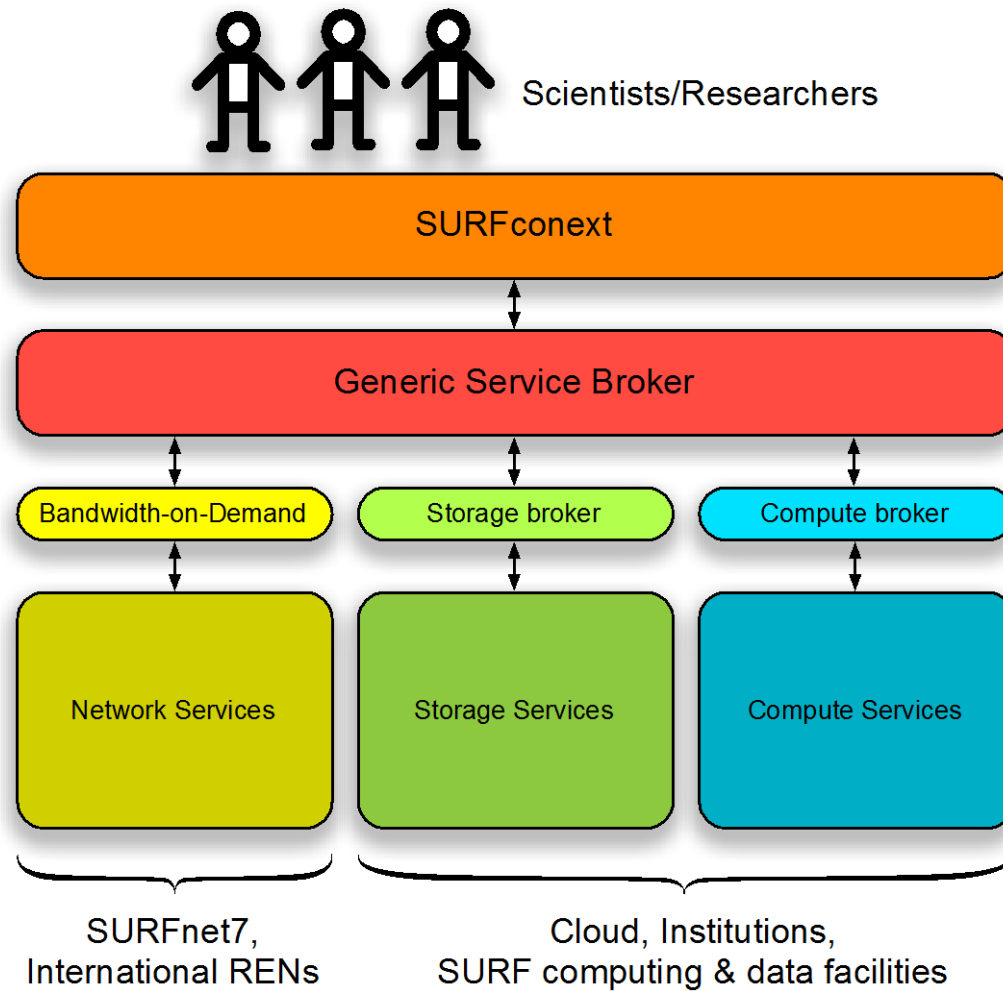 Scientists/Researchers
SURFconext
Generic Service Broker
Bandwidth-on-Demand
Storage broker
Compute broker
Network Services
Storage Services
Compute Services
SURFnet7,
International RENs
Cloud, Institutions,
SURF computing & data facilities